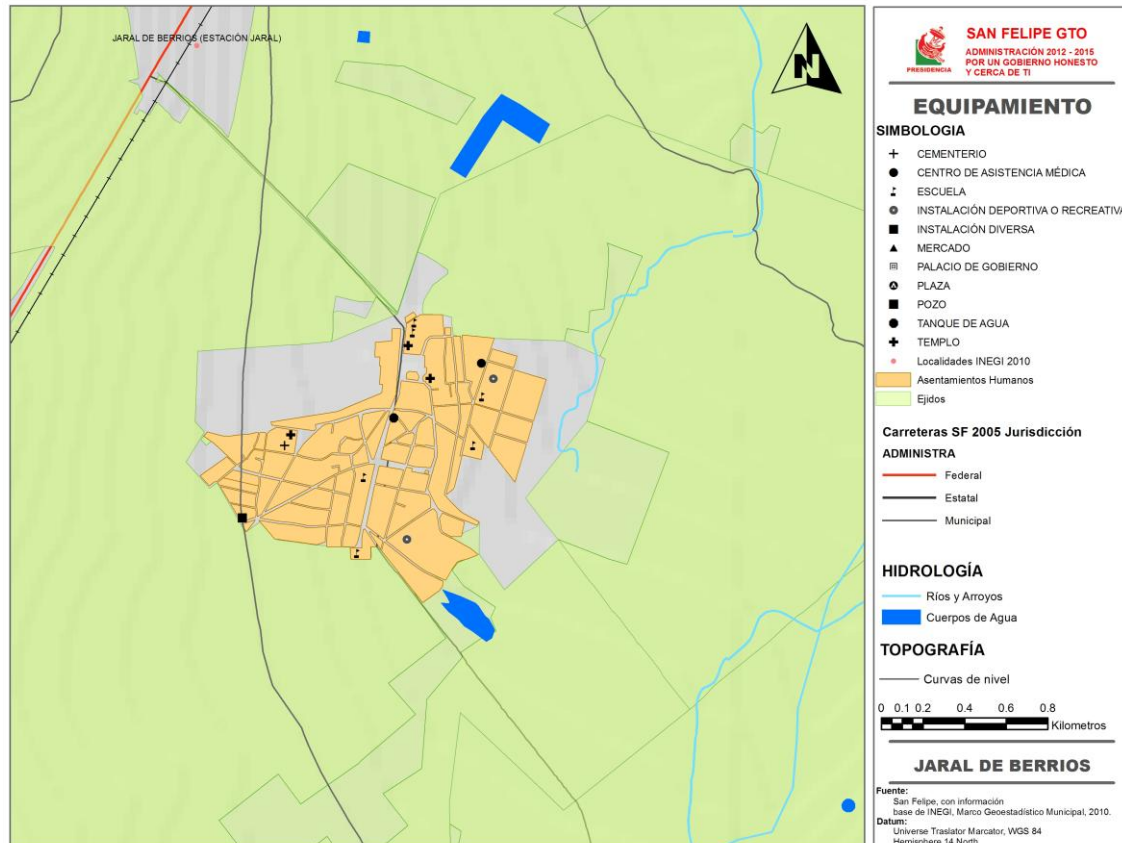 JARAL DE BERRIOS (ESTACIÓN JARAL)
N
PRESIDENCIA
SAN FELIPE GTO
ADMINISTRACIÓN 2012 - 2015
POR UN GOBIERNO HONESTO
Y CERCA DE TI
EQUIPAMIENTO
SIMBOLOGIA
CEMENTERIO
CENTRO DE ASISTENCIA MÉDICA
ESCUELA
INSTALACIÓN DEPORTIVA O RECREATIVA
INSTALACIÓN DIVERSA
MERCADO
PALACIO DE GOBIERNO
PLAZA
POZO
TANQUE DE AGUA
TEMPLO
Localidades INEGI 2010
Asentamientos Humanos
Ejidos
Carreteras SF 2005 Jurisdicción
ADMINISTRA
Federal
Estatal
Municipal
HIDROLOGÍA
Ríos y Arroyos
Cuerpos de Agua
TOPOGRAFÍA
Curvas de nivel
0 0.1 0.2 0.4 0.6 0.8
Kilometros
JARAL DE BERRIOS
Fuente:
San Felipe, con información
base de INEGI, Marco Geoestadístico Municipal, 2010.
Datum:
Universe Traslator Marcator, WGS 84
Hemisphere 14 North